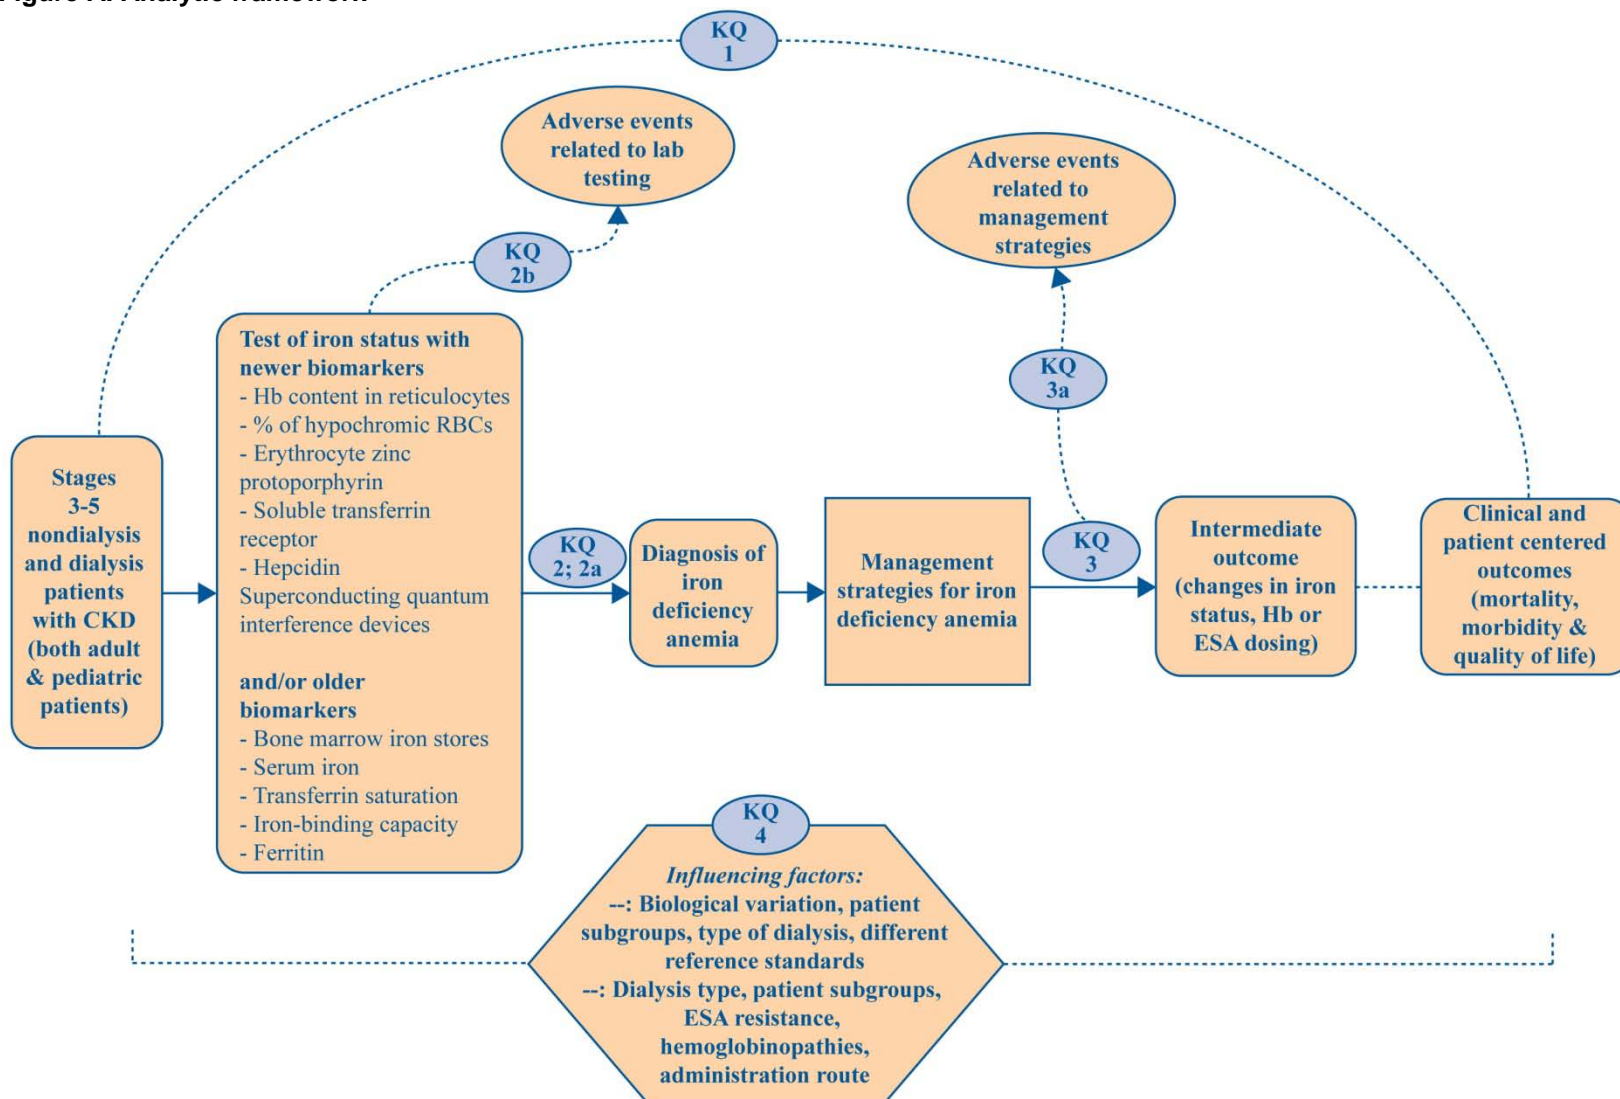 Figure A. Analytic framework
KQ
1
Adverse events
related to lab
testing
Adverse events
related to
management
strategies
KQ
2b
KQ
3a
Test of iron status with
newer biomarkers
- Hb content in reticulocytes
- % of hypochromic RBCs
- Erythrocyte zinc
protoporphyrin
- Soluble transferrin
receptor
- Hepcidin
Superconducting quantum
interference devices
and/or older
biomarkers
- Bone marrow iron stores
- Serum iron
- Transferrin saturation
- Iron-binding capacity
- Ferritin
Stages
3-5
nondialysis
and dialysis
patients
with CKD
(both adult
& pediatric
patients)
KQ
2; 2a
Diagnosis of
iron
deficiency
anemia
Management
strategies for iron
deficiency anemia
KQ
3
Intermediate
outcome
(changes in iron
status, Hb or
ESA dosing)
Clinical and
patient centered
outcomes
(mortality,
morbidity &
quality of life)
KQ
4
Influencing factors:
--: Biological variation, patient
subgroups, type of dialysis, different
reference standards
--: Dialysis type, patient subgroups,
ESA resistance,
hemoglobinopathies,
administration route